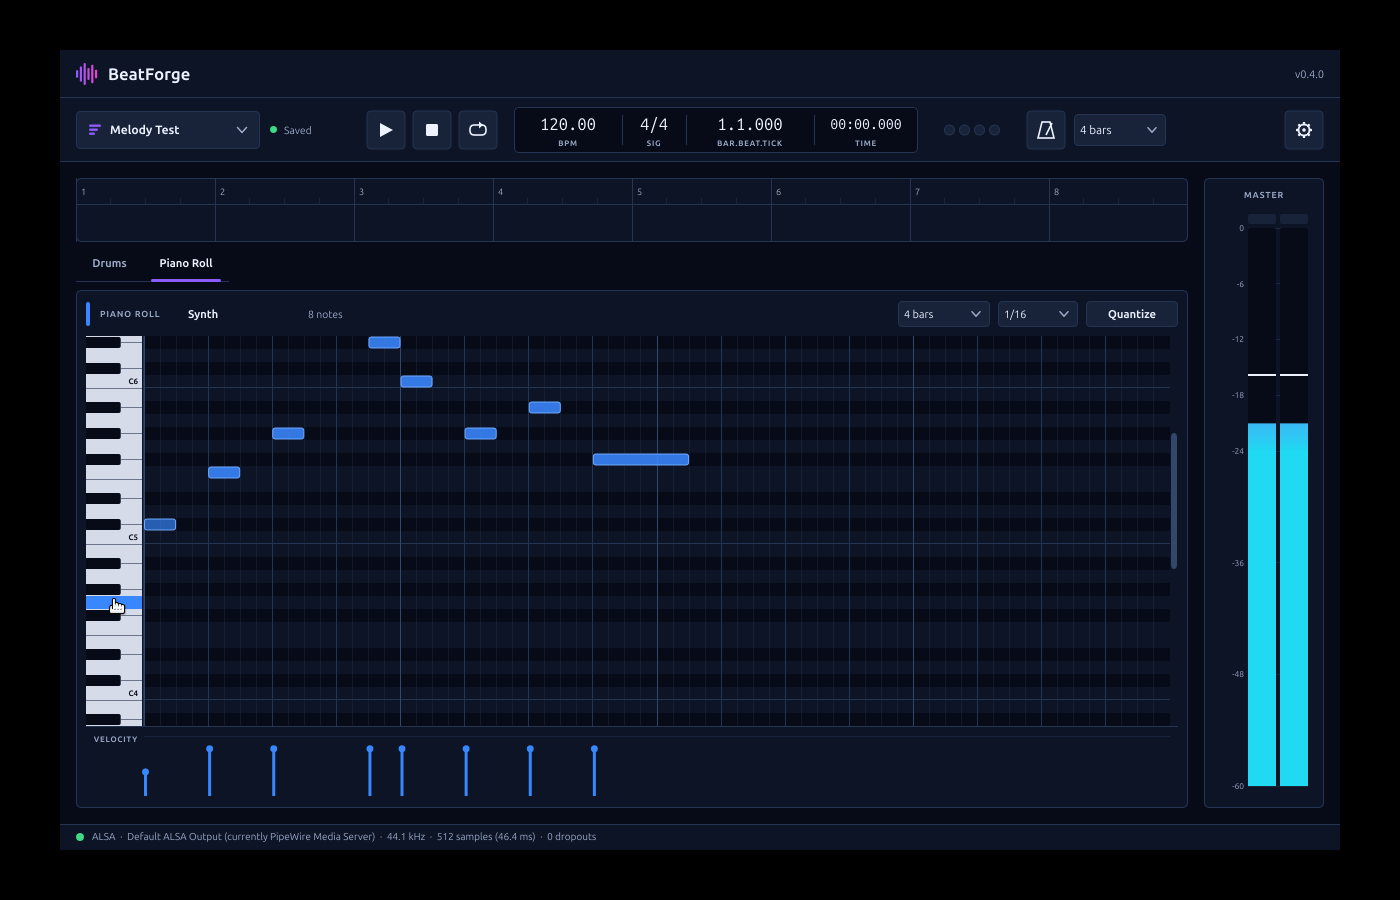 BeatForge
v0.4.0
Melody Test
Saved
120.00
BPM
4/4
SIG
1.1.000
BAR.BEAT.TICK
00:00.000
TIME
4 bars
1 2 3 4 5 6 7 8
MASTER
0
-6
-12
-18
-24
-36
-48
-60
Drums
Piano Roll
PIANO ROLL
Synth
8 notes
4 bars
1/16
Quantize
C6
C5
C4
VELOCITY
ALSA · Default ALSA Output (currently PipeWire Media Server) · 44.1 kHz · 512 samples (46.4 ms) · 0 dropouts